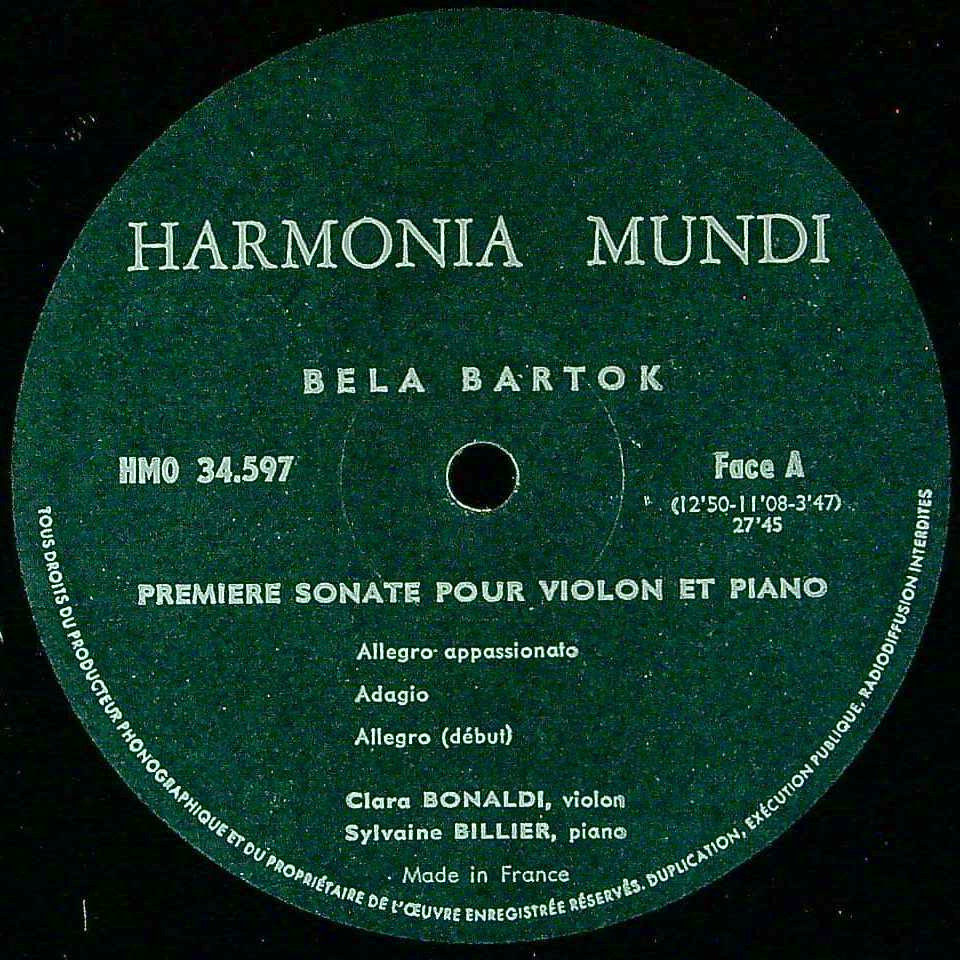 HARMONIA MUNDI
BELA BARTOK
HMO 34.597
Face A
(12'50-11'08-3'47)
27'45
PREMIERE SONATE POUR VIOLON ET PIANO
Allegro appassionato
Adagio
Allegro (début)
Clara BONALDI, violon
Sylvaine BILLIER, piano
Made in France
TOUS DROITS DU PRODUCTEUR PHONOGRAPHIQUE ET DU PROPRIÉTAIRE DE L'ŒUVRE ENREGISTRÉE RÉSERVÉS. DUPLICATION, EXÉCUTION PUBLIQUE, RADIODIFFUSION INTERDITES